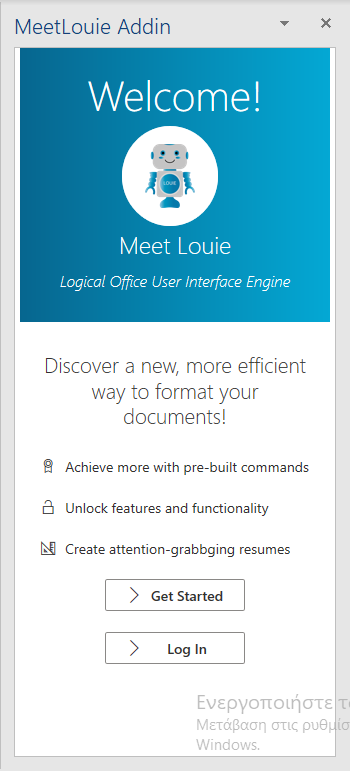 MeetLouie Addin
Welcome!
LOUIE
Meet Louie
Logical Office User Interface Engine
Discover a new, more efficient
way to format your
documents!
Achieve more with pre-built commands
Unlock features and functionality
Create attention-grabbging resumes
Get Started
Log In
Ενεργοποιήστε τ
Μετάβαση στις ρυθμίσ
Windows.